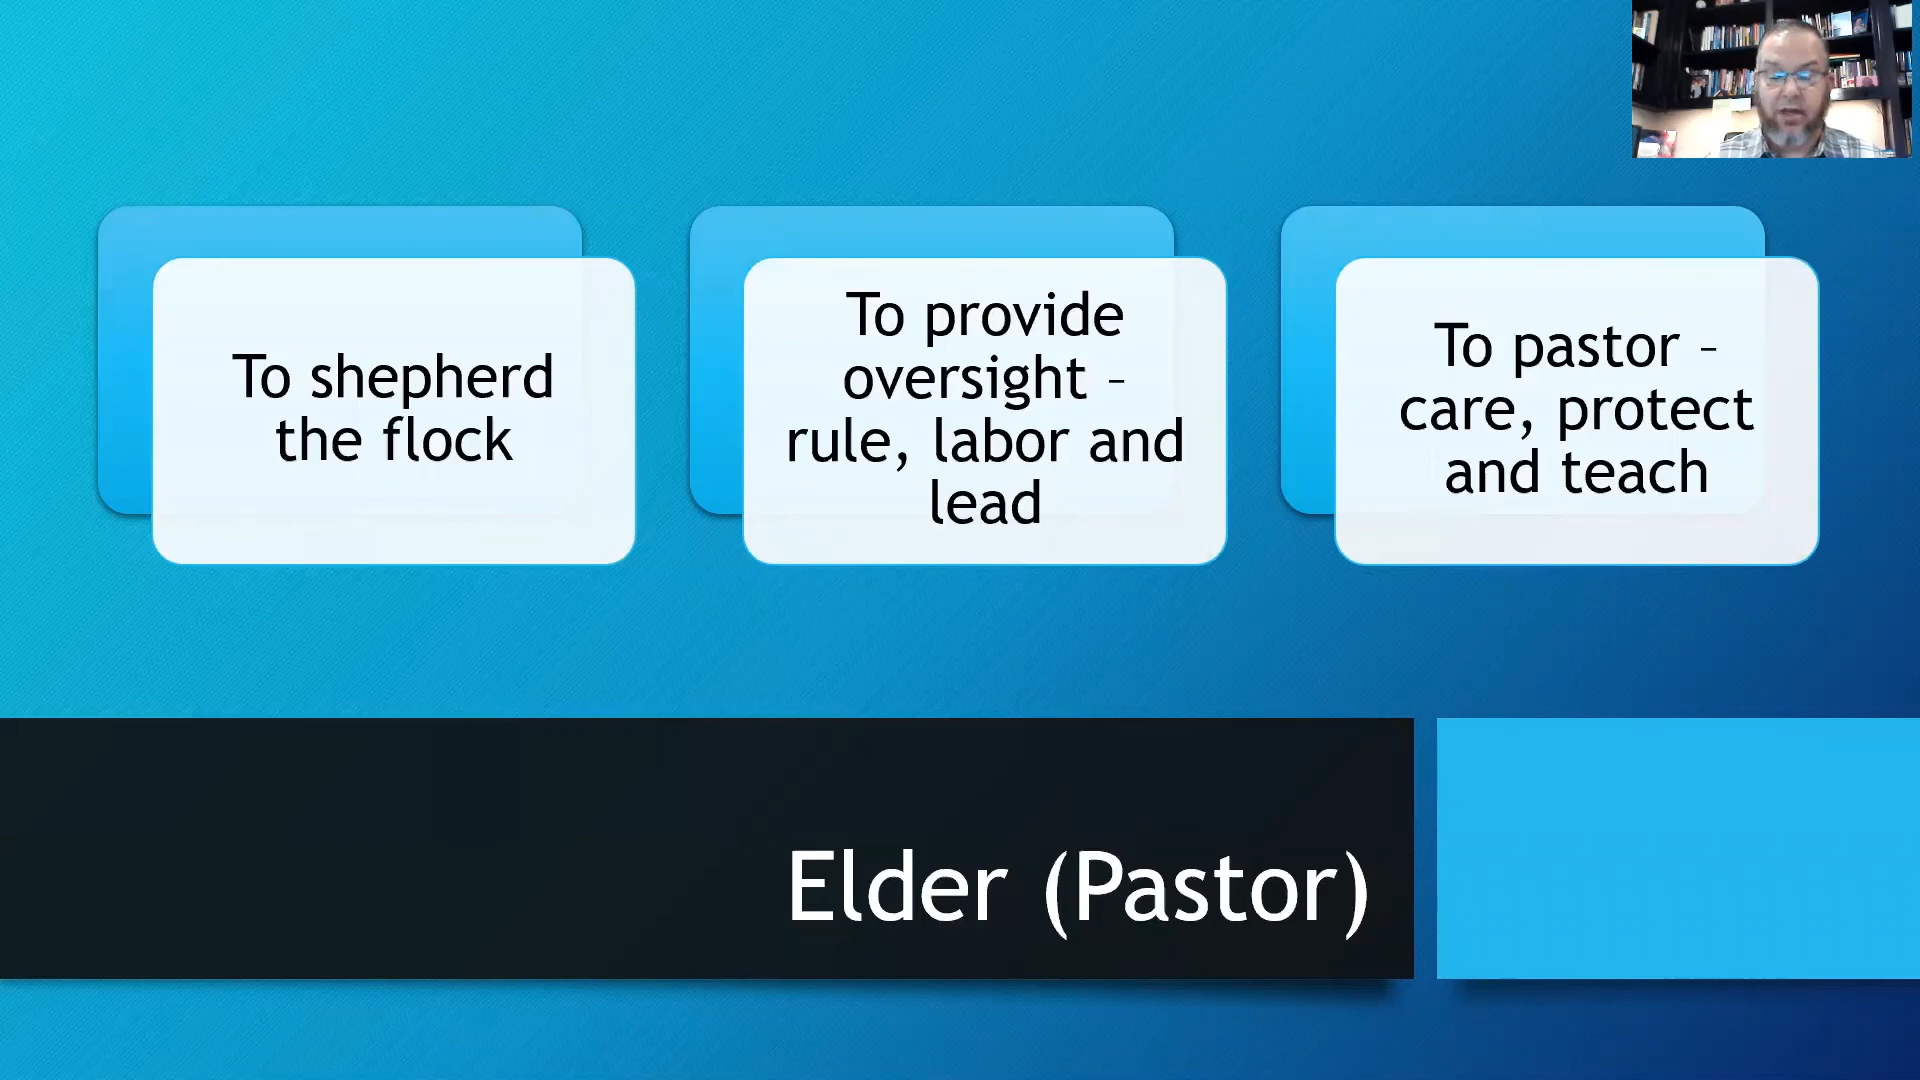 To shepherd
the flock
To provide
oversight –
rule, labor and
lead
To pastor –
care, protect
and teach
Elder (Pastor)